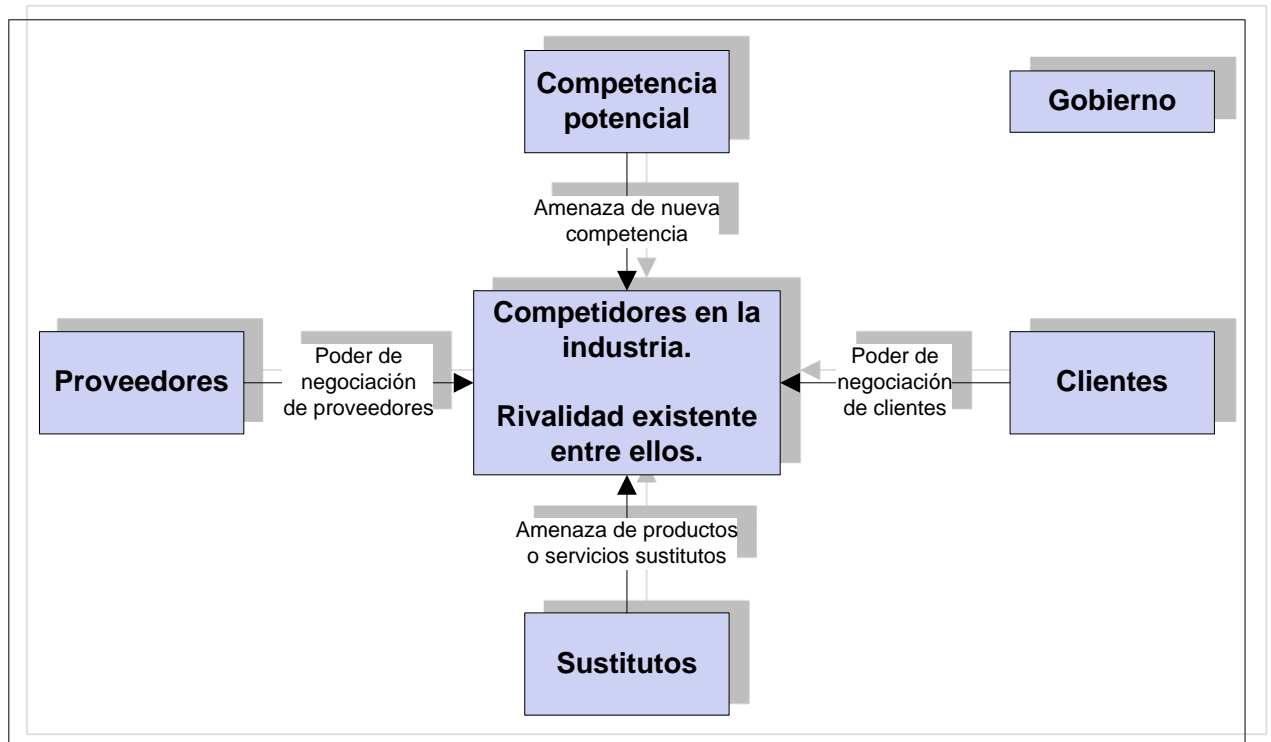 Competencia
potencial
Gobierno
Amenaza de nueva
competencia
Competidores en la
industria.
Rivalidad existente
entre ellos.
Proveedores
Poder de
negociación
de proveedores
Poder de
negociación
de clientes
Clientes
Amenaza de productos
o servicios sustitutos
Sustitutos